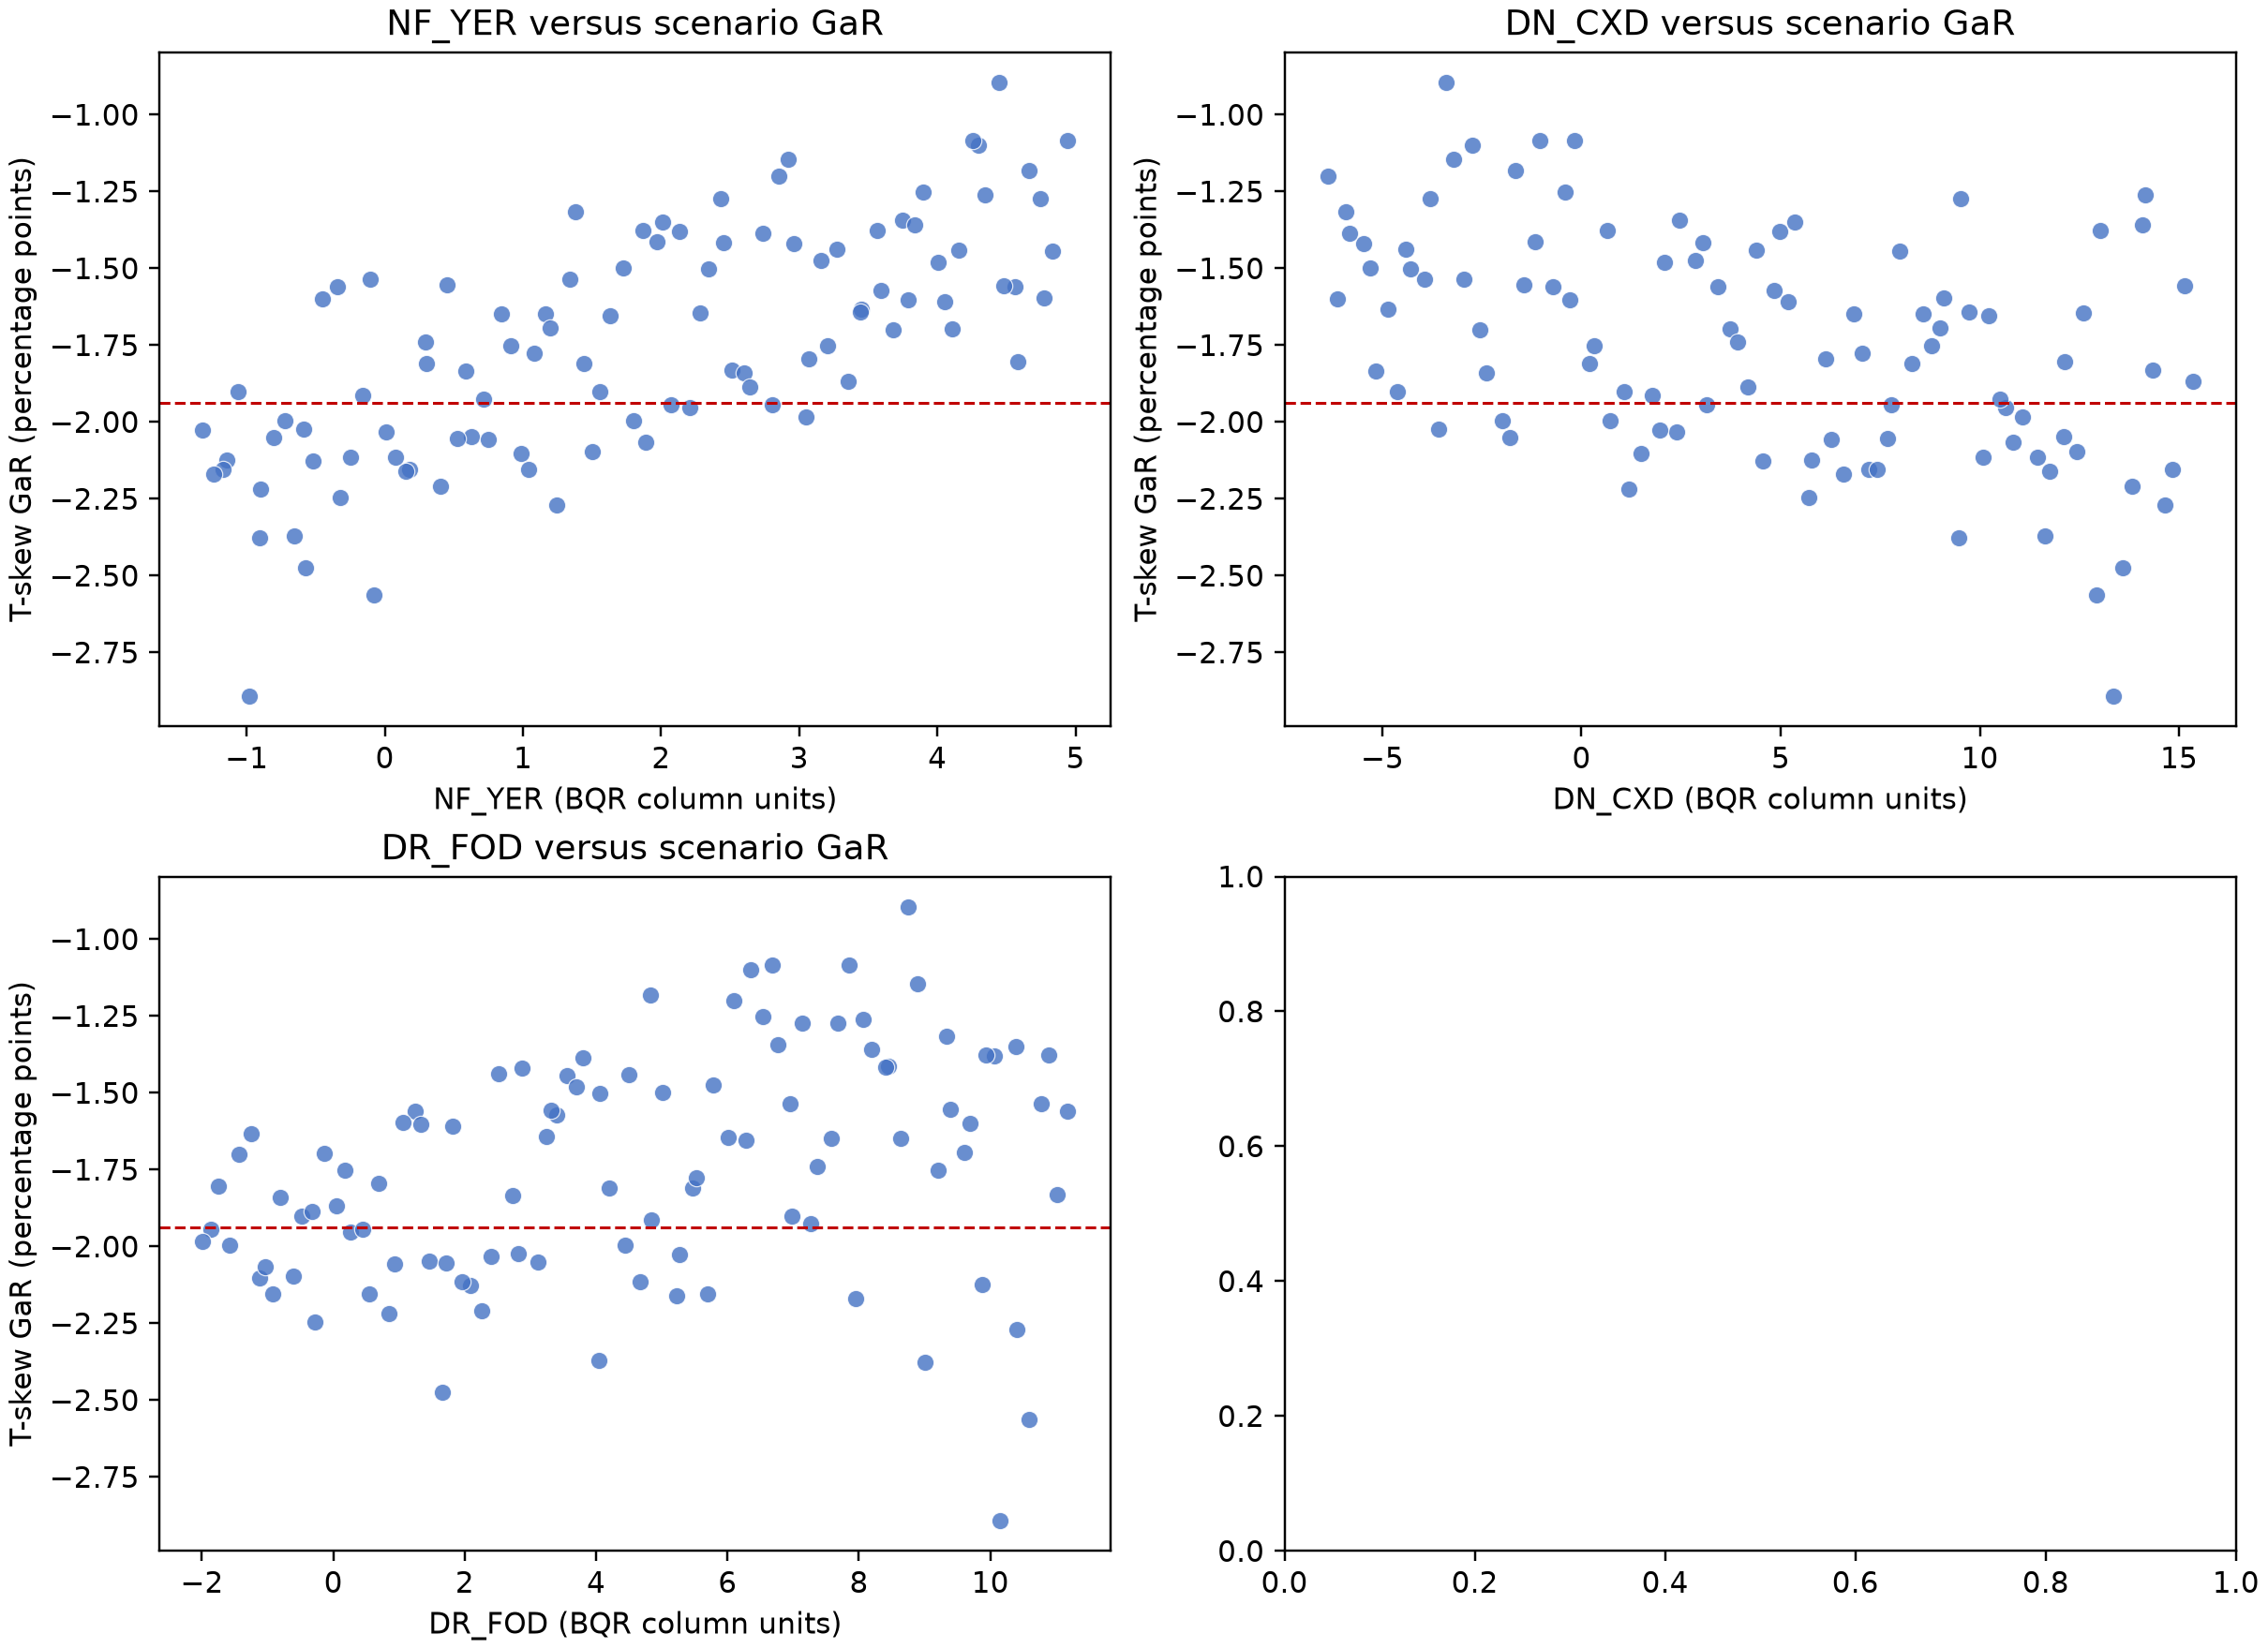 NF_YER versus scenario GaR
T-skew GaR (percentage points)
−1.00
−1.25
−1.50
−1.75
−2.00
−2.25
−2.50
−2.75
−1 0 1 2 3 4 5
NF_YER (BQR column units)
DN_CXD versus scenario GaR
T-skew GaR (percentage points)
−1.00
−1.25
−1.50
−1.75
−2.00
−2.25
−2.50
−2.75
−5 0 5 10 15
DN_CXD (BQR column units)
DR_FOD versus scenario GaR
T-skew GaR (percentage points)
−1.00
−1.25
−1.50
−1.75
−2.00
−2.25
−2.50
−2.75
−2 0 2 4 6 8 10
DR_FOD (BQR column units)
1.0
0.8
0.6
0.4
0.2
0.0
0.0 0.2 0.4 0.6 0.8 1.0